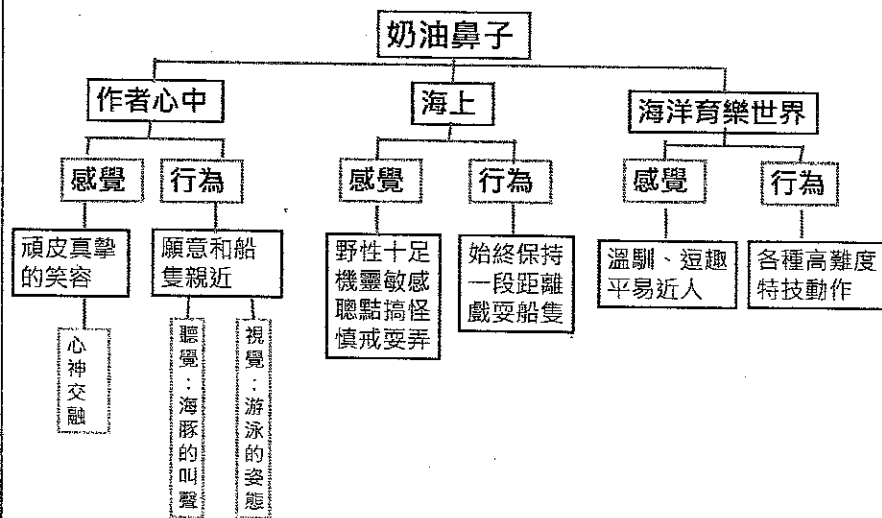 奶油鼻子
作者心中
海上
海洋育樂世界
感覺
行為
感覺
行為
感覺
行為
頑皮真摯
的笑容
願意和船
隻親近
野性十足
機靈敏感
聰點搞怪
慎戒耍弄
始終保持
一段距離
戲耍船隻
溫馴、逗趣
平易近人
各種高難度
特技動作
心神交融
聽覺：海豚的叫聲
視覺：游泳的姿態